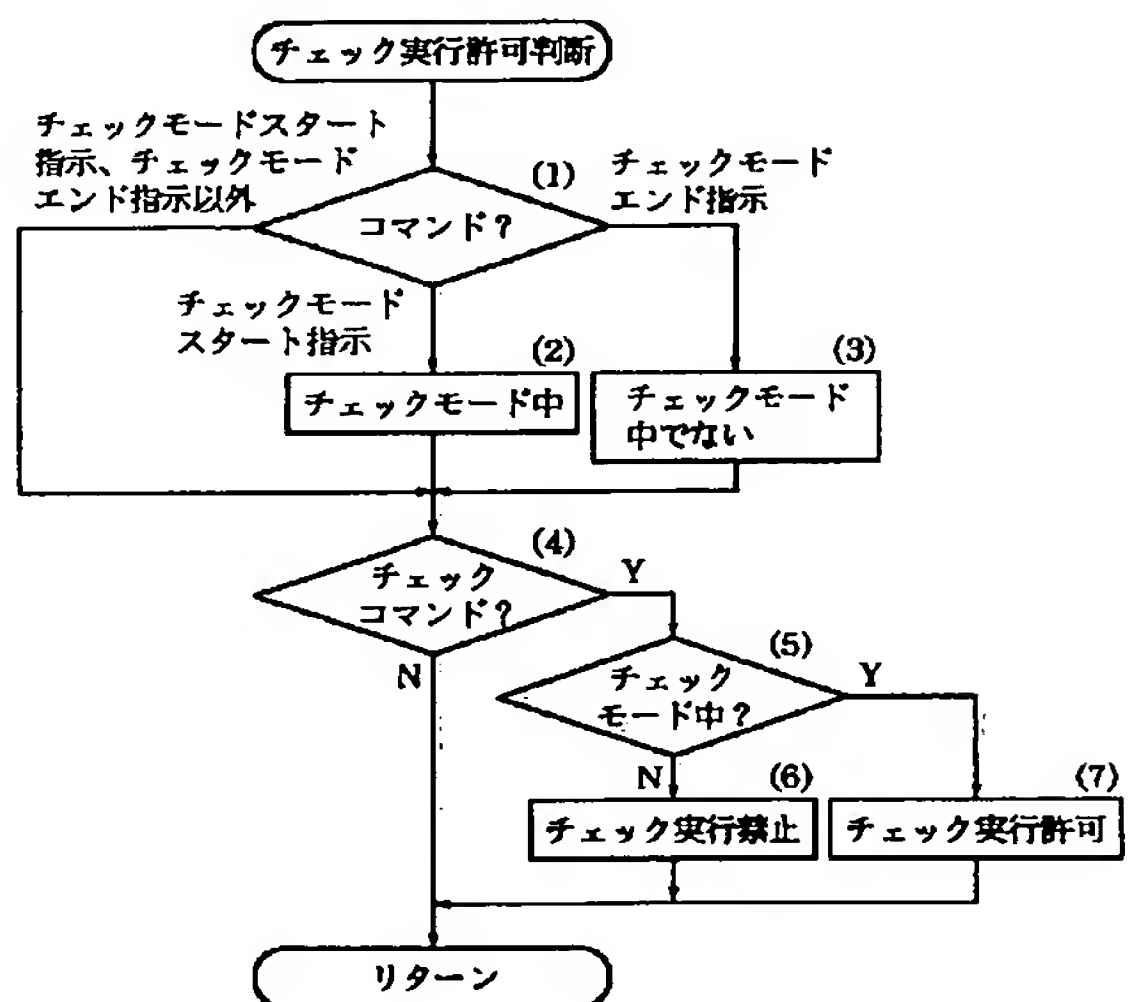 チェック実行許可判断
チェックモードスタート
指示、チェックモード
エンド指示以外
(1)
チェックモード
エンド指示
コマンド?
チェックモード
スタート指示
(2)
チェックモード中
(3)
チェックモード
中でない
(4)
チェック
コマンド?
Y
N
(5)
チェック
モード中?
Y
N
(6)
チェック実行禁止
(7)
チェック実行許可
リターン